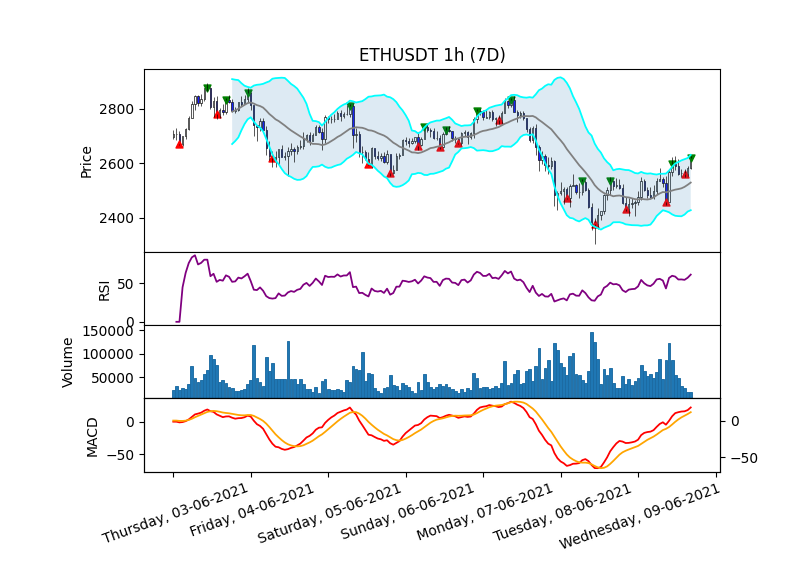 ETHUSDT 1h (7D)
2800
2600
2400
Price
50
0
RSI
150000
100000
50000
Volume
0
−50
MACD
0
−50
Thursday, 03-06-2021
Friday, 04-06-2021
Saturday, 05-06-2021
Sunday, 06-06-2021
Monday, 07-06-2021
Tuesday, 08-06-2021
Wednesday, 09-06-2021